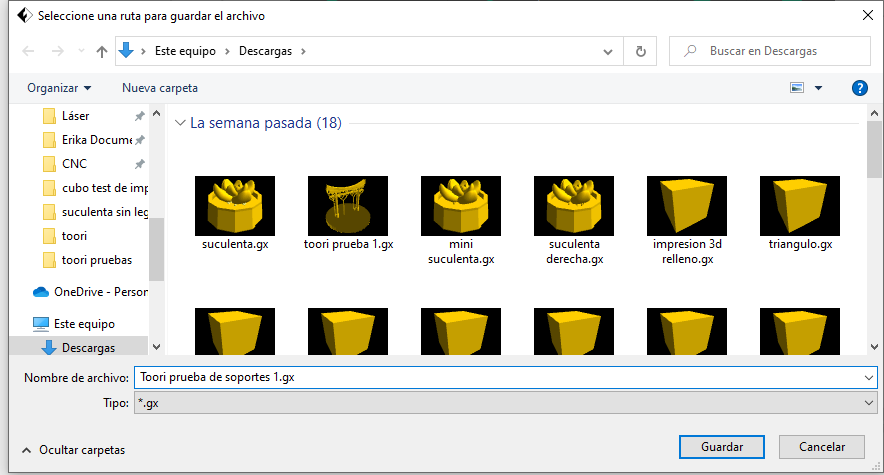 Seleccione una ruta para guardar el archivo
Este equipo
Descargas
Buscar en Descargas
Organizar
Nueva carpeta
Láser
Erika Docume
CNC
cubo test de imp
suculenta sin leg
toori
toori pruebas
OneDrive - Person
Este equipo
Descargas
La semana pasada (18)
suculenta.gx
toori prueba 1.gx
mini
suculenta.gx
suculenta
derecha.gx
impresion 3d
relleno.gx
triangulo.gx
Nombre de archivo:
Toori prueba de soportes 1.gx
Tipo:
*.gx
Ocultar carpetas
Guardar
Cancelar